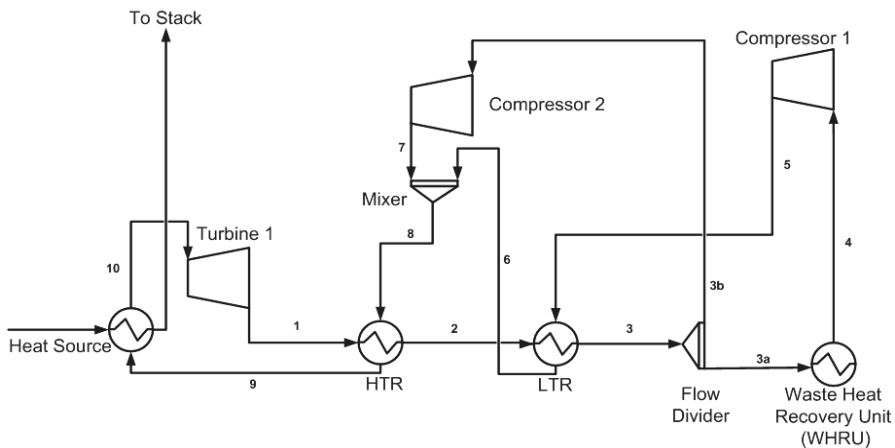 To Stack
Compressor 1
Compressor 2
7
5
Mixer
Turbine 1
8
6
4
10
3b
1
2
3
Heat Source
3a
9
HTR
LTR
Flow
Divider
Waste Heat
Recovery Unit
(WHRU)